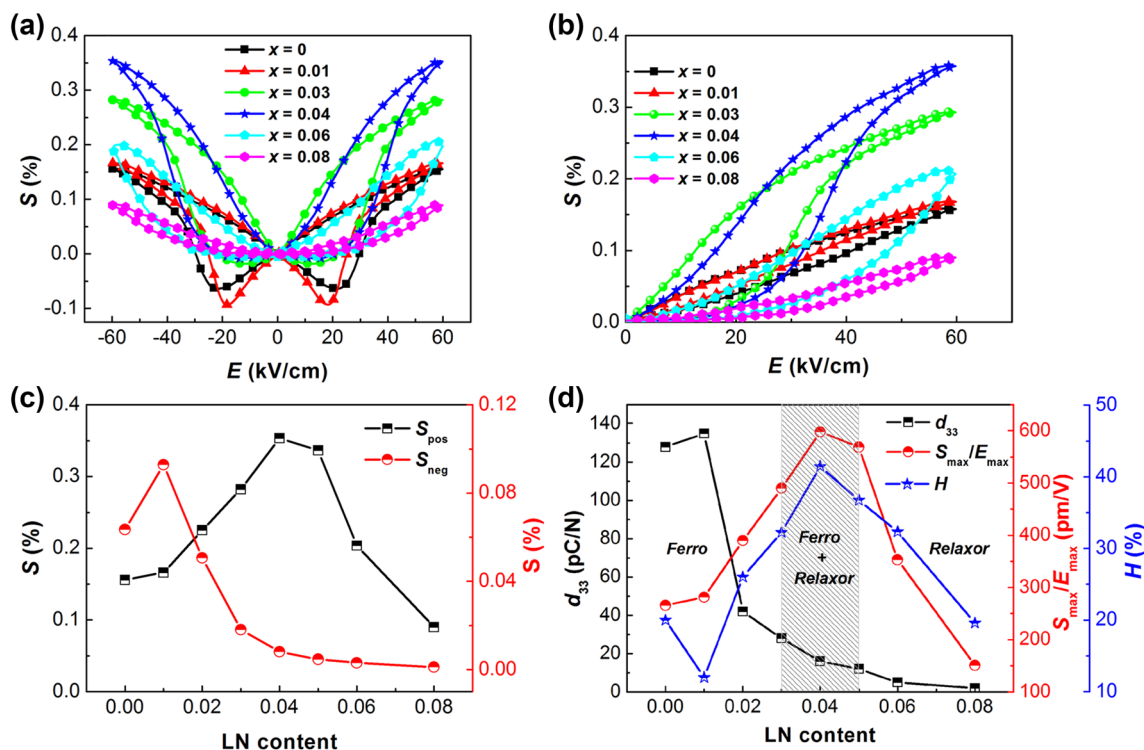 (a)
0.4
0.3
0.2
0.1
0.0
-0.1
S (%)
x = 0
x = 0.01
x = 0.03
x = 0.04
x = 0.06
x = 0.08
-60 -40 -20 0 20 40 60
E (kV/cm)
(b)
0.4
0.3
0.2
0.1
0.0
S (%)
x = 0
x = 0.01
x = 0.03
x = 0.04
x = 0.06
x = 0.08
0 20 40 60
E (kV/cm)
(c)
0.4
0.3
0.2
0.1
0.0
S (%)
Spos
Sneg
0.12
0.08
0.04
0.00
S (%)
0.00 0.02 0.04 0.06 0.08
LN content
(d)
140
120
100
80
60
40
20
0
d33 (pC/N)
d33
Smax/Emax
H
Ferro
Ferro
+
Relaxor
Relaxor
600
500
400
300
200
100
Smax/Emax (pm/V)
50
40
30
20
10
H (%)
0.00 0.02 0.04 0.06 0.08
LN content